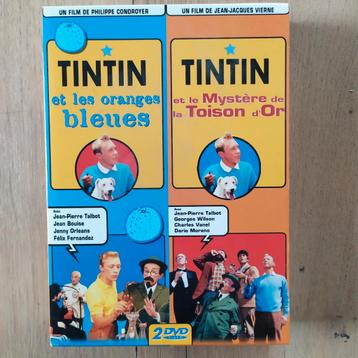 UN FILM DE PHILIPPE CONDROYER
TINTIN
et les oranges
bleues
Avec
Jean-Pierre Talbot
Jean Bouise
Jenny Orleans
Félix Fernandez
UN FILM DE JEAN-JACQUES VIERNE
TINTIN
et le Mystère de
la Toison d'Or
Avec
Jean-Pierre Talbot
Georges Wilson
Charles Vanel
Dario Moreno
2 DVD
VIDEO